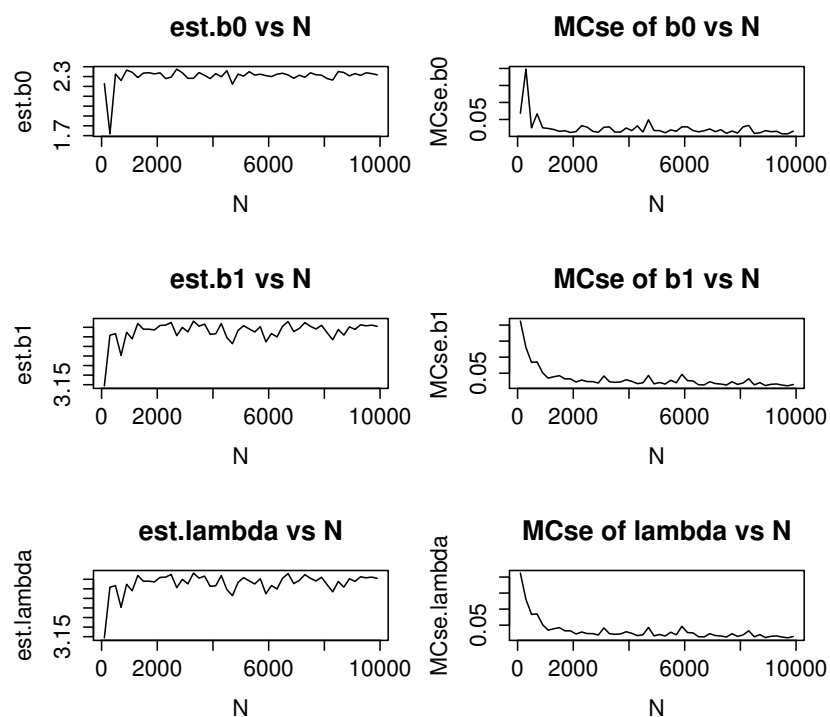 est.b0 vs N
est.b0
2.3
1.7
0 2000 6000 10000
N
MCse of b0 vs N
MCse.b0
0.05
0 2000 6000 10000
N
est.b1 vs N
est.b1
3.15
0 2000 6000 10000
N
MCse of b1 vs N
MCse.b1
0.05
0 2000 6000 10000
N
est.lambda vs N
est.lambda
3.15
0 2000 6000 10000
N
MCse of lambda vs N
MCse.lambda
0.05
0 2000 6000 10000
N